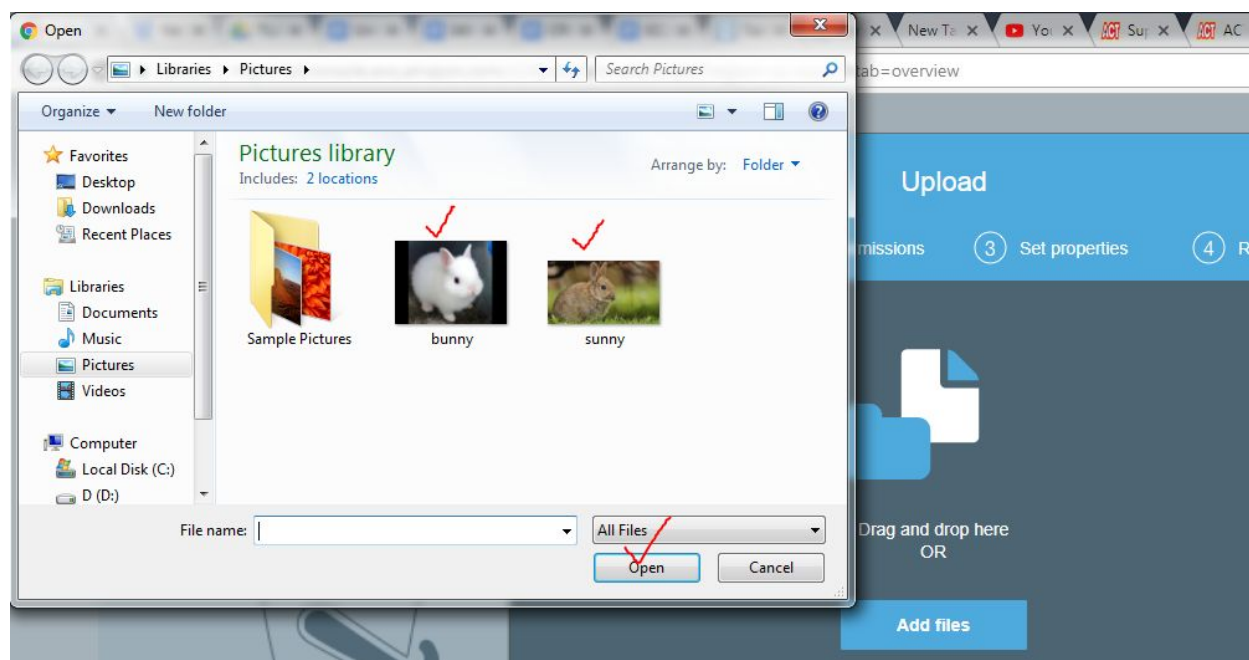 Open
New Ta
You
Sup
AC
Libraries Pictures
Search Pictures
tab=overview
Organize New folder
Favorites
Desktop
Downloads
Recent Places
Libraries
Documents
Music
Pictures
Videos
Computer
Local Disk (C:)
D (D:)
Pictures library
Includes: 2 locations
Arrange by: Folder
Sample Pictures
bunny
sunny
File name:
All Files
Open Cancel
Upload
missions 3 Set properties 4 R
Drag and drop here
OR
Add files